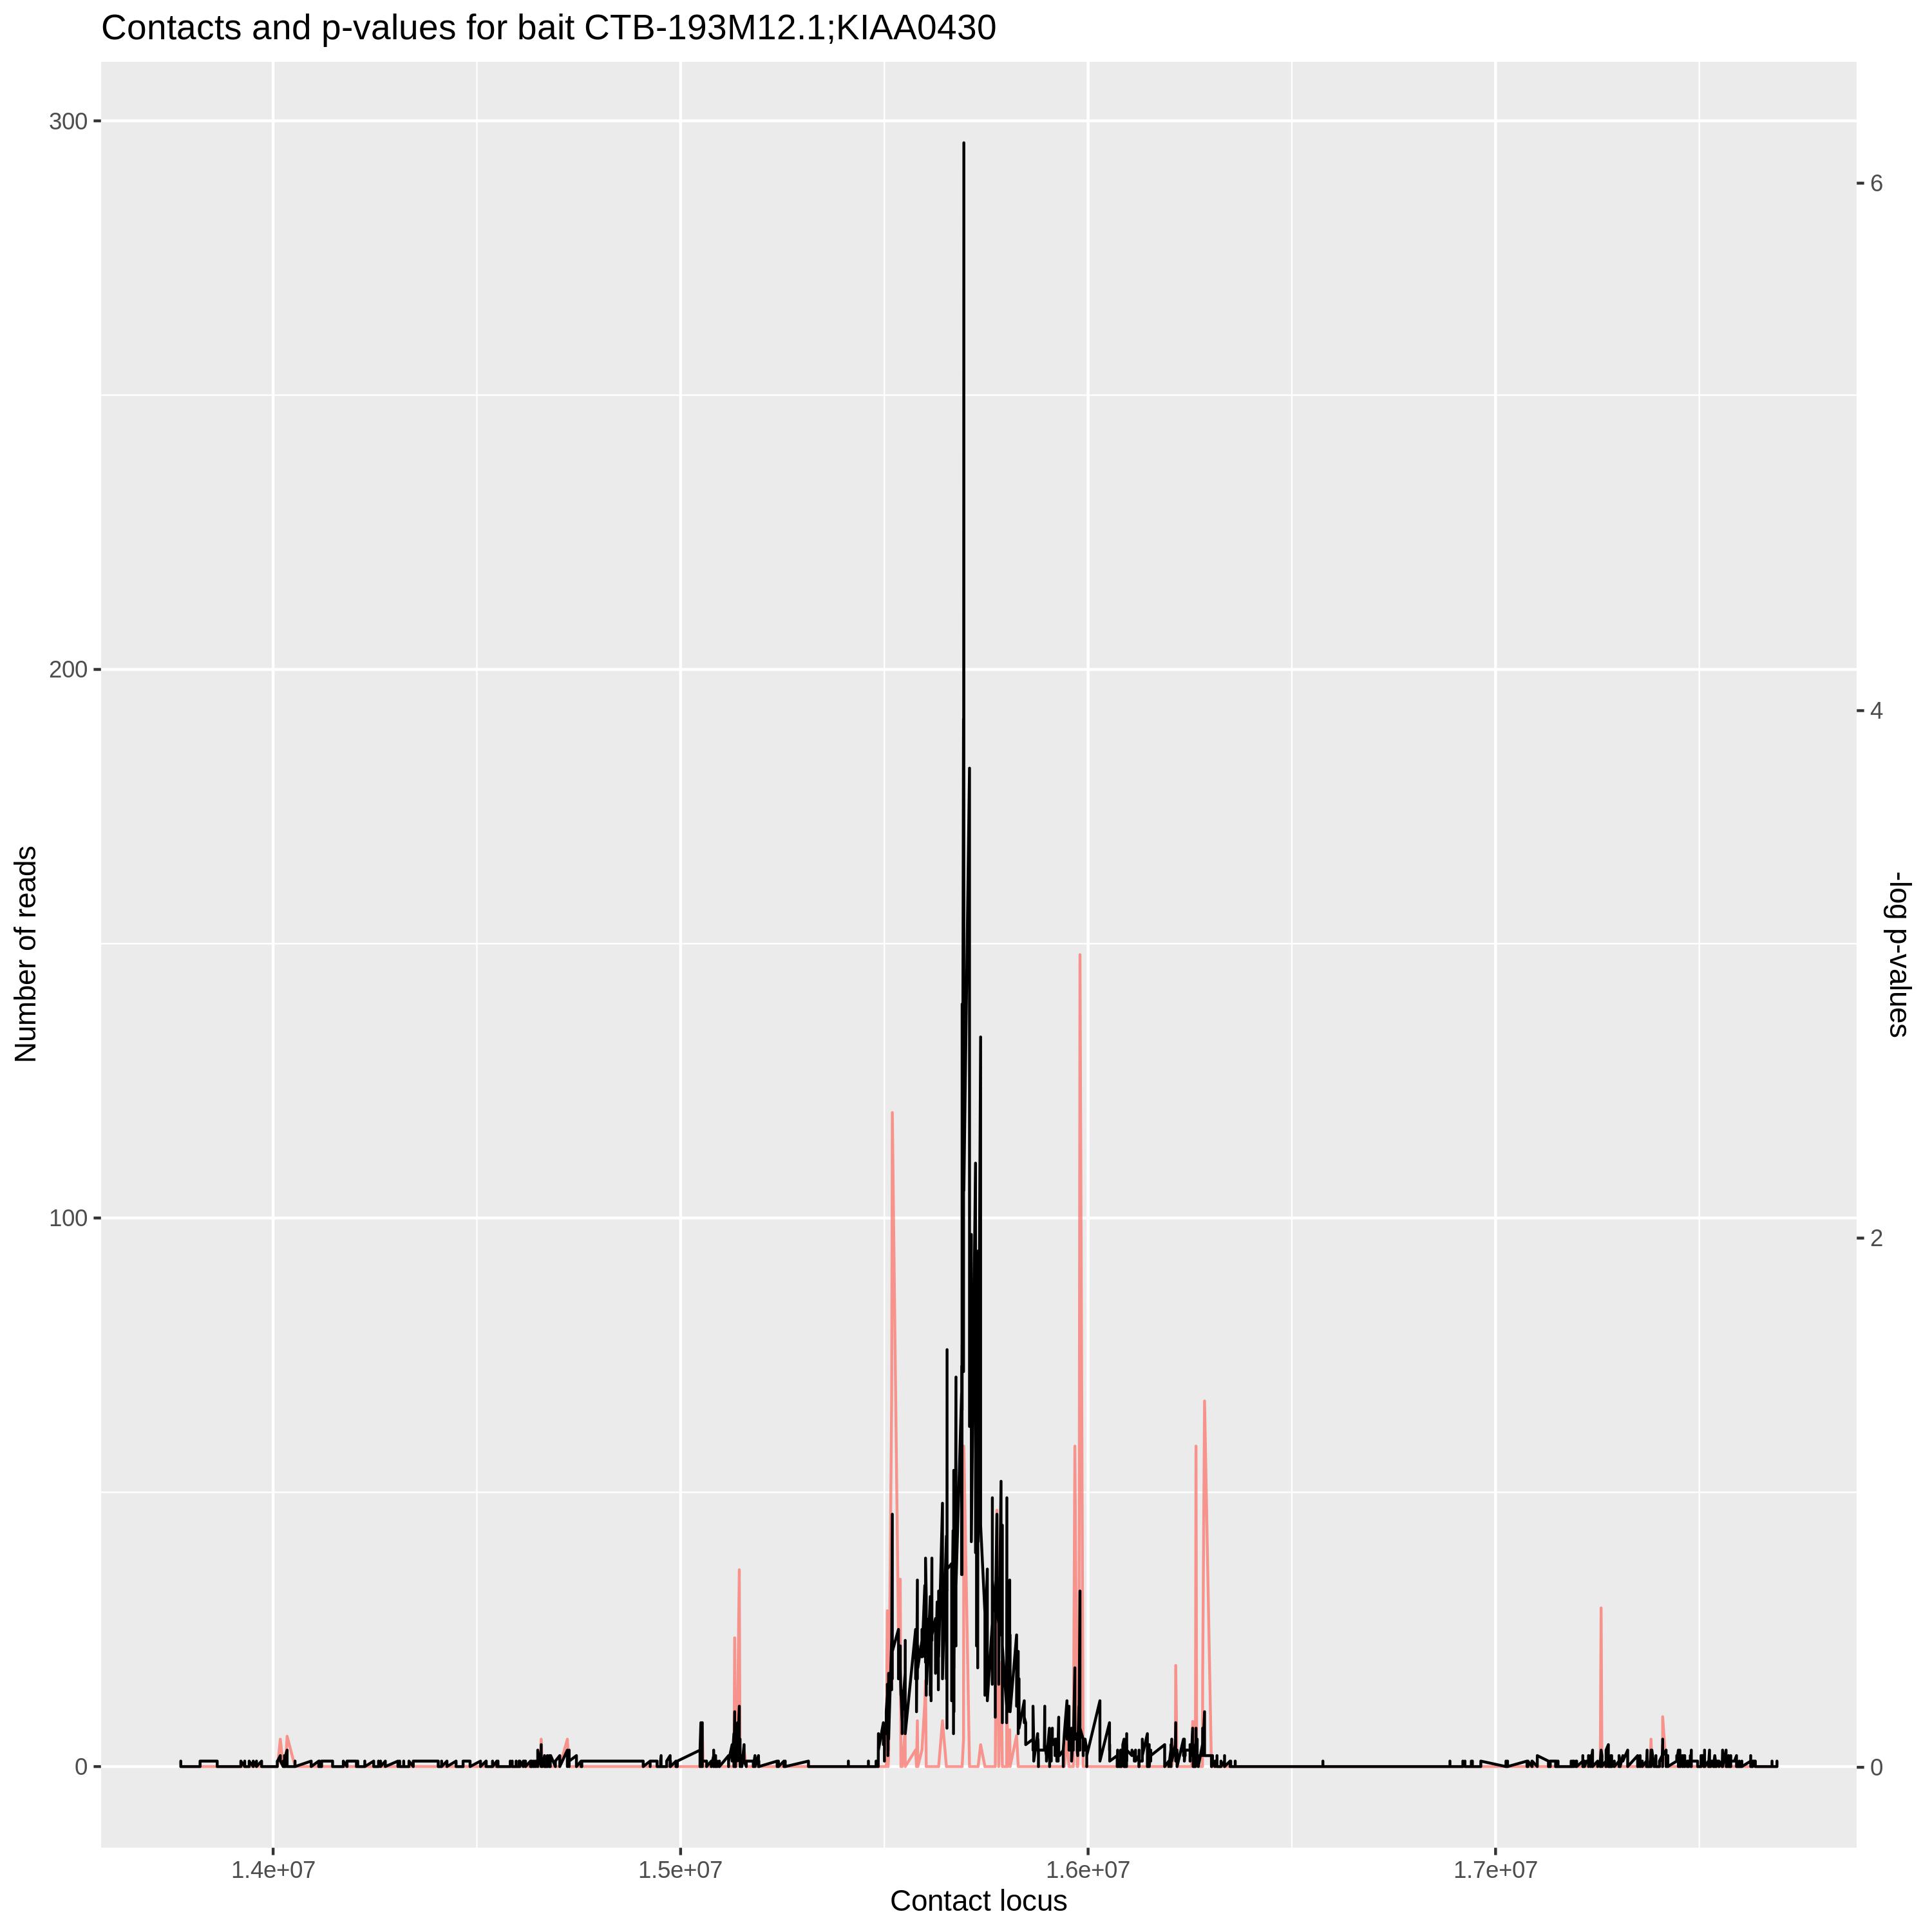 Contacts and p-values for bait CTB-193M12.1;KIAA0430
300
200
100
0
Number of reads
6
4
2
0
-log p-values
1.4e+07 1.5e+07 1.6e+07 1.7e+07
Contact locus